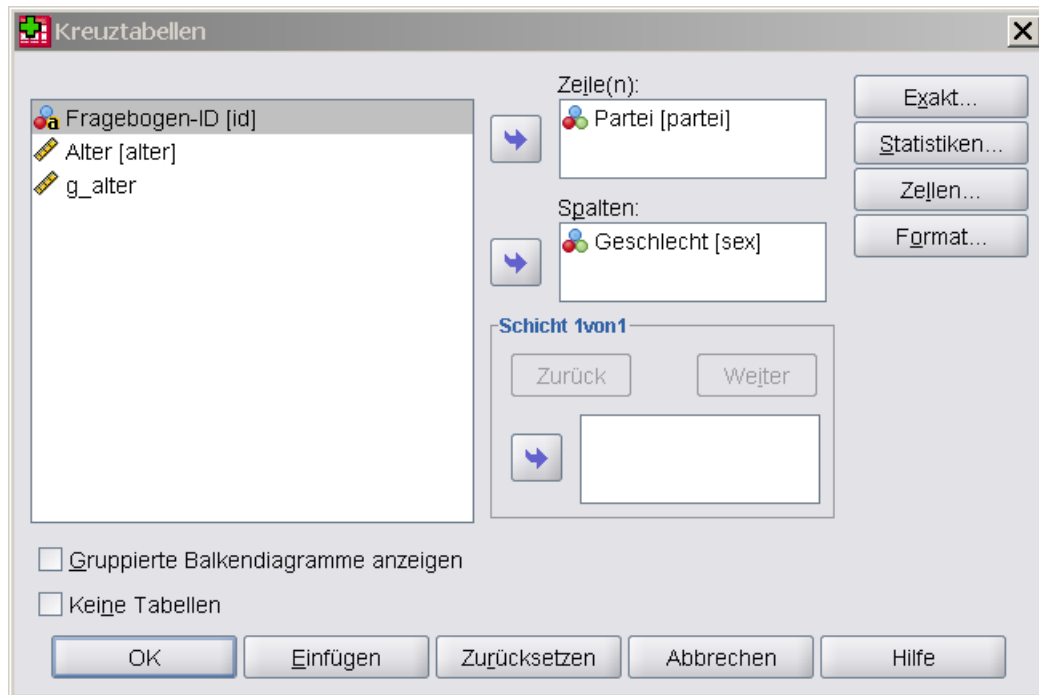 Kreuztabellen
Fragebogen-ID [id]
Alter [alter]
g_alter
Zeile(n):
Partei [partei]
Spalten:
Geschlecht [sex]
Schicht 1von1
Zurück
Weiter
Exakt...
Statistiken...
Zellen...
Format...
Gruppierte Balkendiagramme anzeigen
Keine Tabellen
OK
Einfügen
Zurücksetzen
Abbrechen
Hilfe